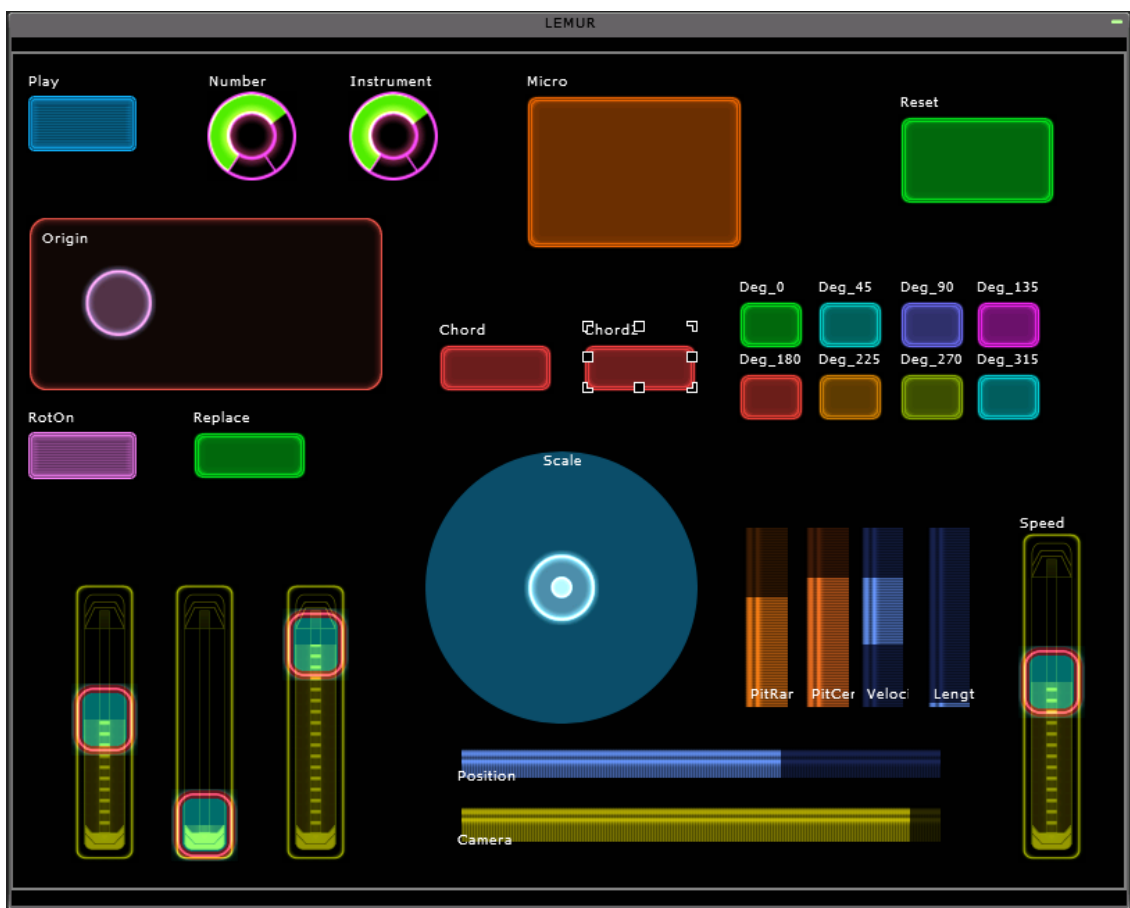 LEMUR
Play
Number
Instrument
Micro
Reset
Origin
Deg_0
Deg_45
Deg_90
Deg_135
Chord
Deg_180
Deg_225
Deg_270
Deg_315
RotOn
Replace
Scale
Speed
PitRar
PitCer
Veloci
Lengt
Position
Camera